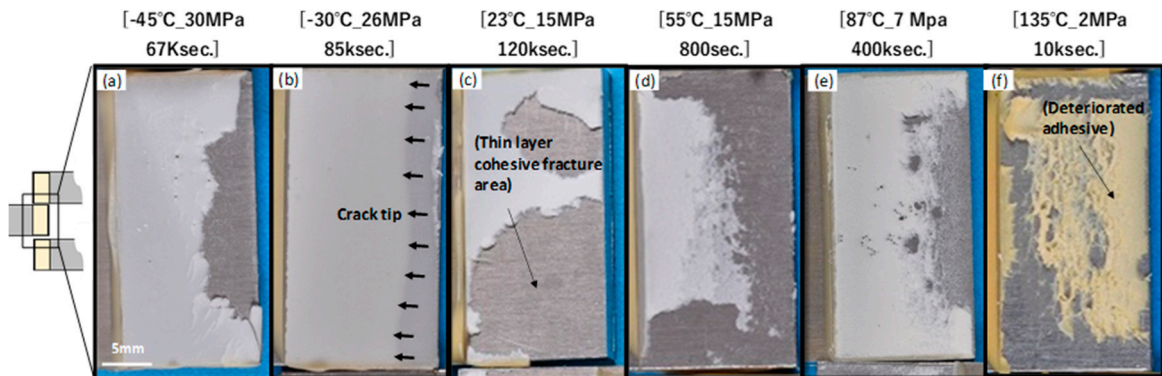 [-45℃_30MPa
67Ksec.]
[-30℃_26MPa
85ksec.]
[23℃_15MPa
120ksec.]
[55℃_15MPa
800sec.]
[87℃_7 Mpa
400ksec.]
[135℃_2MPa
10ksec.]
(a)
(b)
(c)
(d)
(e)
(f)
(Thin layer
cohesive fracture
area)
(Deteriorated
adhesive)
Crack tip
5mm